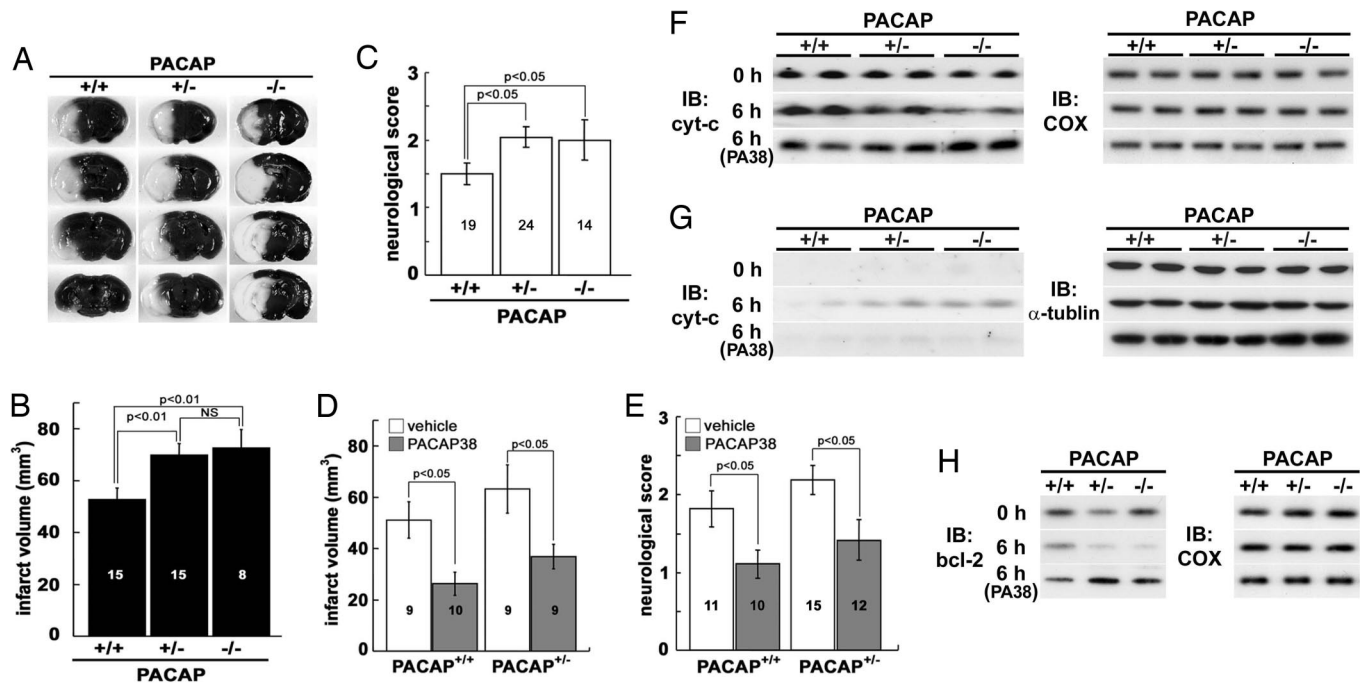 A
PACAP
+/+ +/- -/-
B
infarct volume (mm³)
100
80
60
40
20
0
p<0.01
p<0.01
NS
15 15 8
+/+ +/- -/-
PACAP
C
neurological score
3
2
1
0
p<0.05
p<0.05
19 24 14
+/+ +/- -/-
PACAP
D
infarct volume (mm³)
100
80
60
40
20
0
vehicle
PACAP38
p<0.05
p<0.05
9 10 9 9
PACAP+/+ PACAP+/-
E
neurological score
3
2
1
0
vehicle
PACAP38
p<0.05
p<0.05
11 10 15 12
PACAP+/+ PACAP+/-
F
PACAP
+/+ +/- -/-
IB:
cyt-c
0 h
6 h
6 h
(PA38)
PACAP
+/+ +/- -/-
IB:
COX
G
PACAP
+/+ +/- -/-
IB:
cyt-c
0 h
6 h
6 h
(PA38)
PACAP
+/+ +/- -/-
IB:
α-tublin
H
PACAP
+/+ +/- -/-
IB:
bcl-2
0 h
6 h
6 h
(PA38)
PACAP
+/+ +/- -/-
IB:
COX